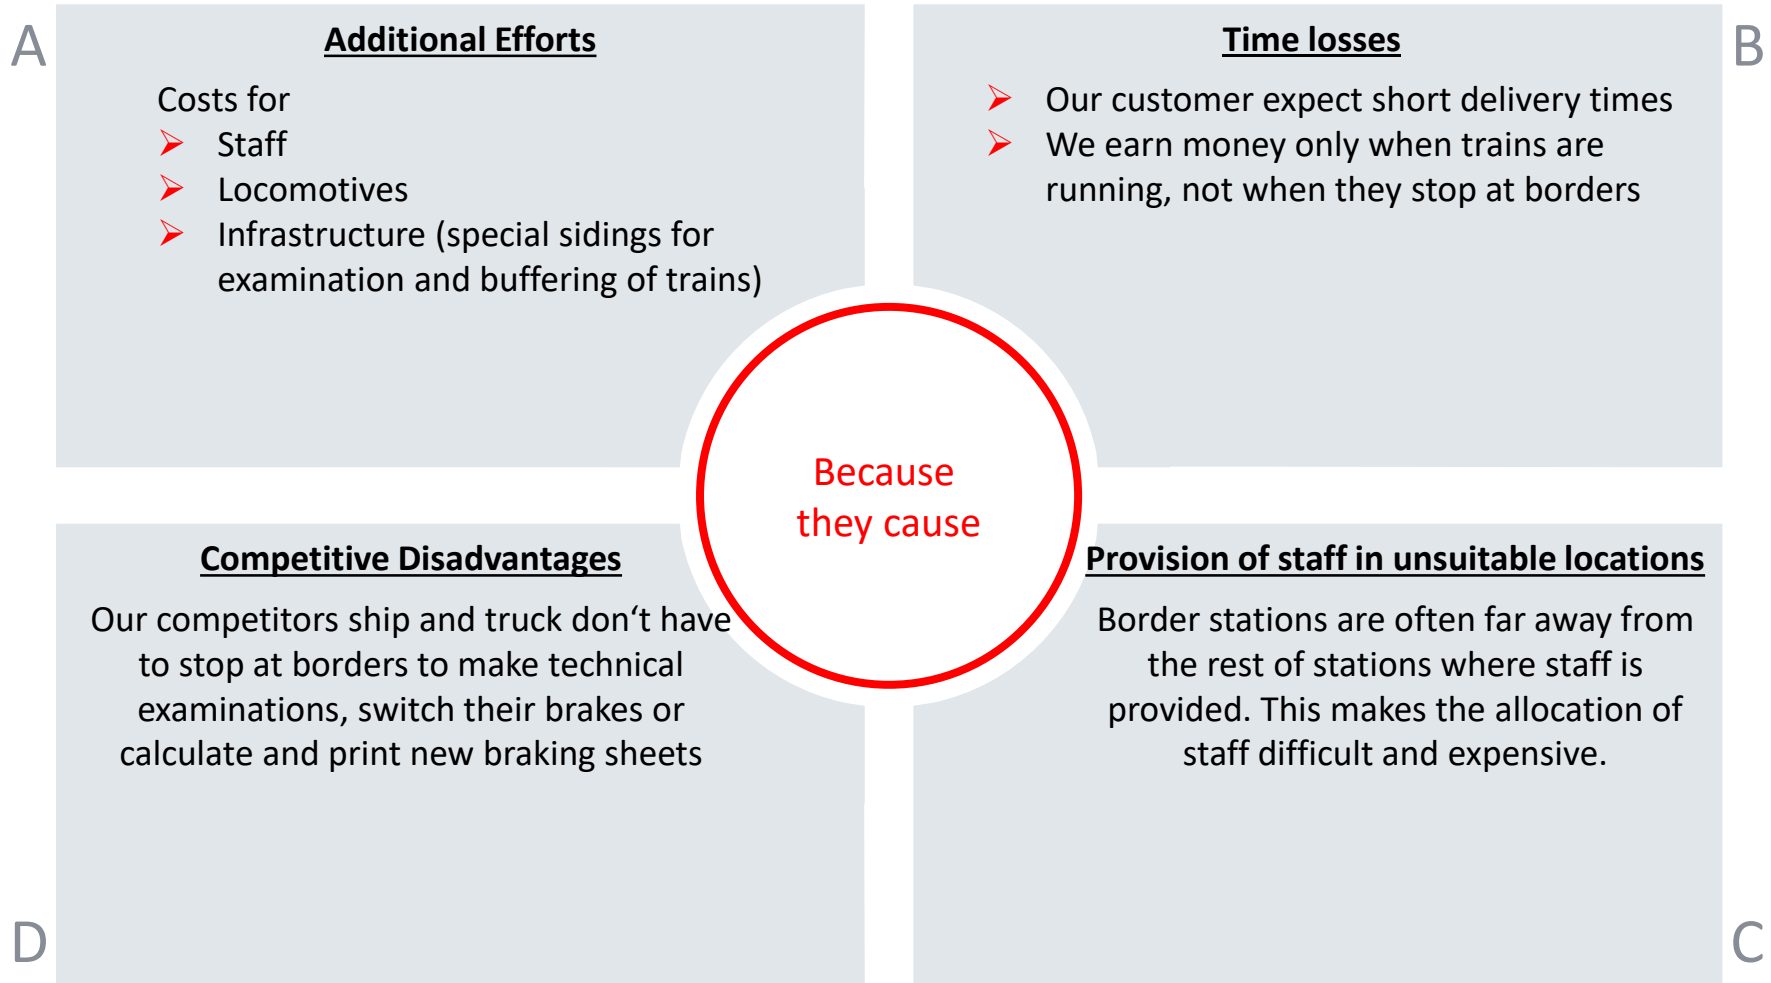 A
Additional Efforts
Costs for
➢ Staff
➢ Locomotives
➢ Infrastructure (special sidings for
examination and buffering of trains)
B
Time losses
➢ Our customer expect short delivery times
➢ We earn money only when trains are
running, not when they stop at borders
Because
they cause
Competitive Disadvantages
Our competitors ship and truck don‘t have
to stop at borders to make technical
examinations, switch their brakes or
calculate and print new braking sheets
D
Provision of staff in unsuitable locations
Border stations are often far away from
the rest of stations where staff is
provided. This makes the allocation of
staff difficult and expensive.
C